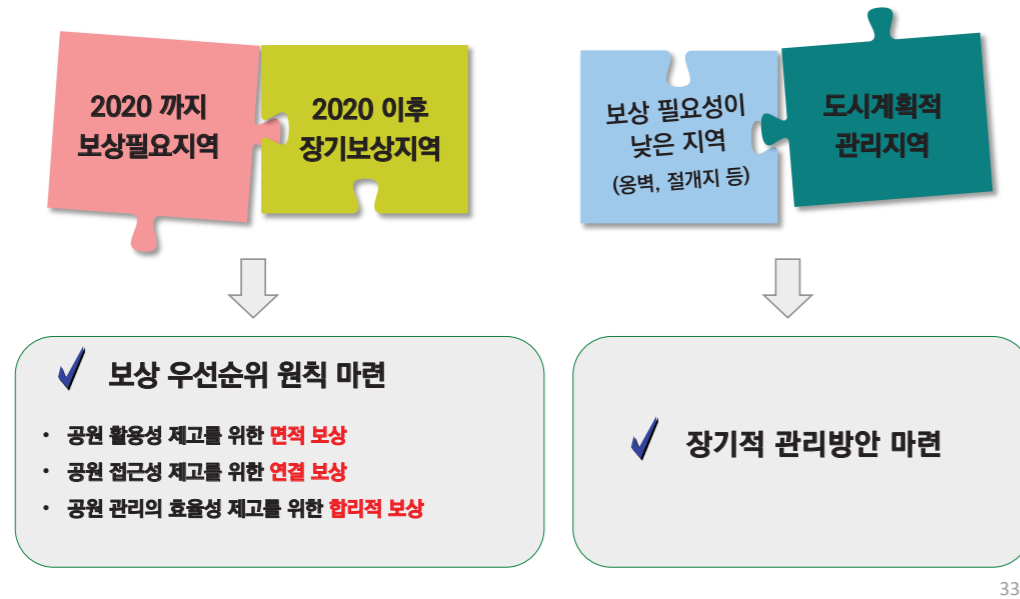 2020 까지
보상필요지역
2020 이후
장기보상지역
보상 필요성이
낮은 지역
(옹벽, 절개지 등)
도시계획적
관리지역
보상 우선순위 원칙 마련
• 공원 활용성 제고를 위한 면적 보상
• 공원 접근성 제고를 위한 연결 보상
• 공원 관리의 효율성 제고를 위한 합리적 보상
장기적 관리방안 마련
33